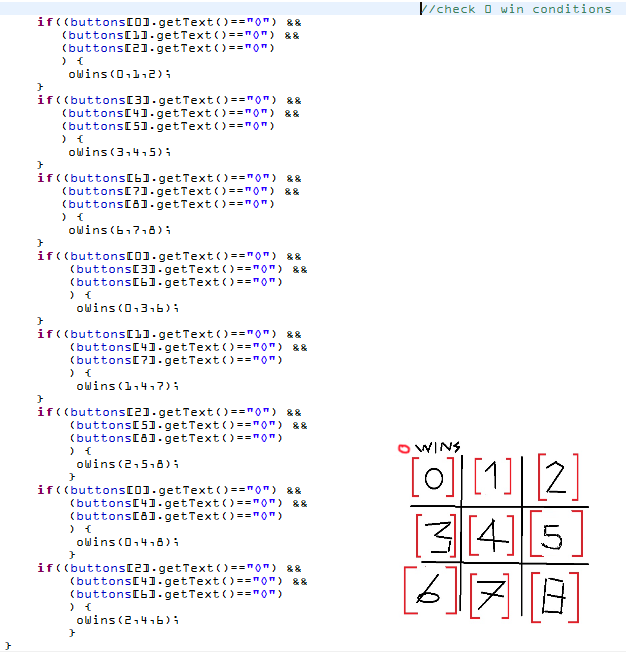 //check O win conditions
if((buttons[0].getText()=="O") &&
(buttons[1].getText()=="O") &&
(buttons[2].getText()=="O")
) {
oWins(0,1,2);
}
if((buttons[3].getText()=="O") &&
(buttons[4].getText()=="O") &&
(buttons[5].getText()=="O")
) {
oWins(3,4,5);
}
if((buttons[6].getText()=="O") &&
(buttons[7].getText()=="O") &&
(buttons[8].getText()=="O")
) {
oWins(6,7,8);
}
if((buttons[0].getText()=="O") &&
(buttons[3].getText()=="O") &&
(buttons[6].getText()=="O")
) {
oWins(0,3,6);
}
if((buttons[1].getText()=="O") &&
(buttons[4].getText()=="O") &&
(buttons[7].getText()=="O")
) {
oWins(1,4,7);
}
if((buttons[2].getText()=="O") &&
(buttons[5].getText()=="O") &&
(buttons[8].getText()=="O")
) {
oWins(2,5,8);
}
if((buttons[0].getText()=="O") &&
(buttons[4].getText()=="O") &&
(buttons[8].getText()=="O")
) {
oWins(0,4,8);
}
if((buttons[2].getText()=="O") &&
(buttons[4].getText()=="O") &&
(buttons[6].getText()=="O")
) {
oWins(2,4,6);
}
}
O WINS
[0] [1] [2]
[3] [4] [5]
[6] [7] [8]